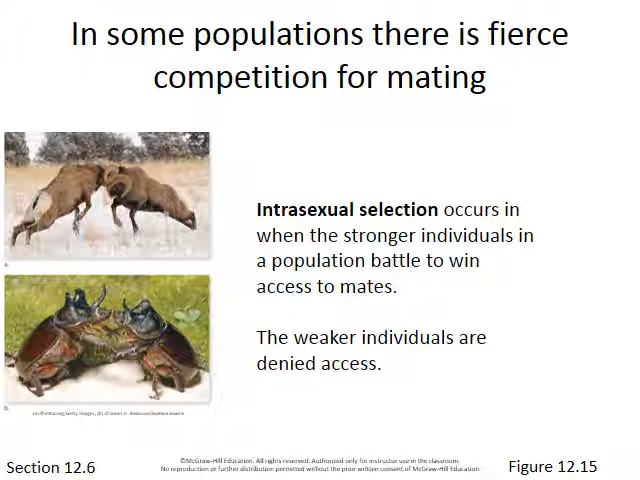 In some populations there is fierce
competition for mating
Intrasexual selection occurs in
when the stronger individuals in
a population battle to win
access to mates.
The weaker individuals are
denied access.
a.
b.
Section 12.6
©McGraw-Hill Education. All rights reserved. Authorized only for instructor use in the classroom.
No reproduction or further distribution permitted without the prior written consent of McGraw-Hill Education.
Figure 12.15